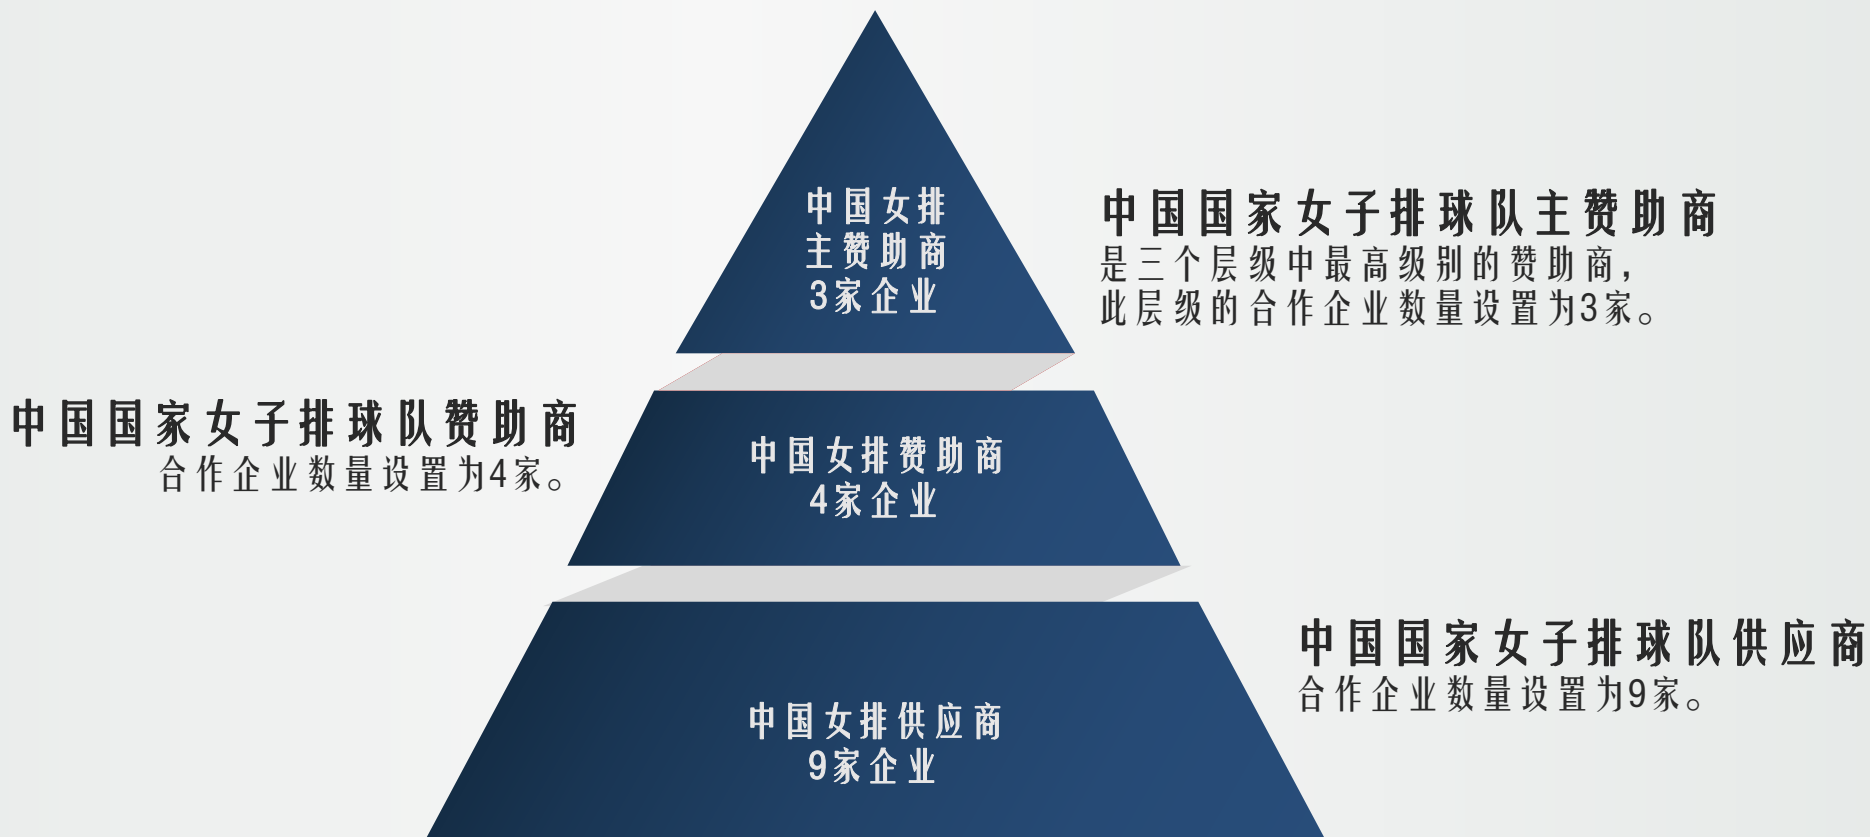 中国女排
主赞助商
3家企业
中国国家女子排球队主赞助商
是三个层级中最高级别的赞助商，
此层级的合作企业数量设置为3家。
中国国家女子排球队赞助商
合作企业数量设置为4家。
中国女排赞助商
4家企业
中国国家女子排球队供应商
合作企业数量设置为9家。
中国女排供应商
9家企业